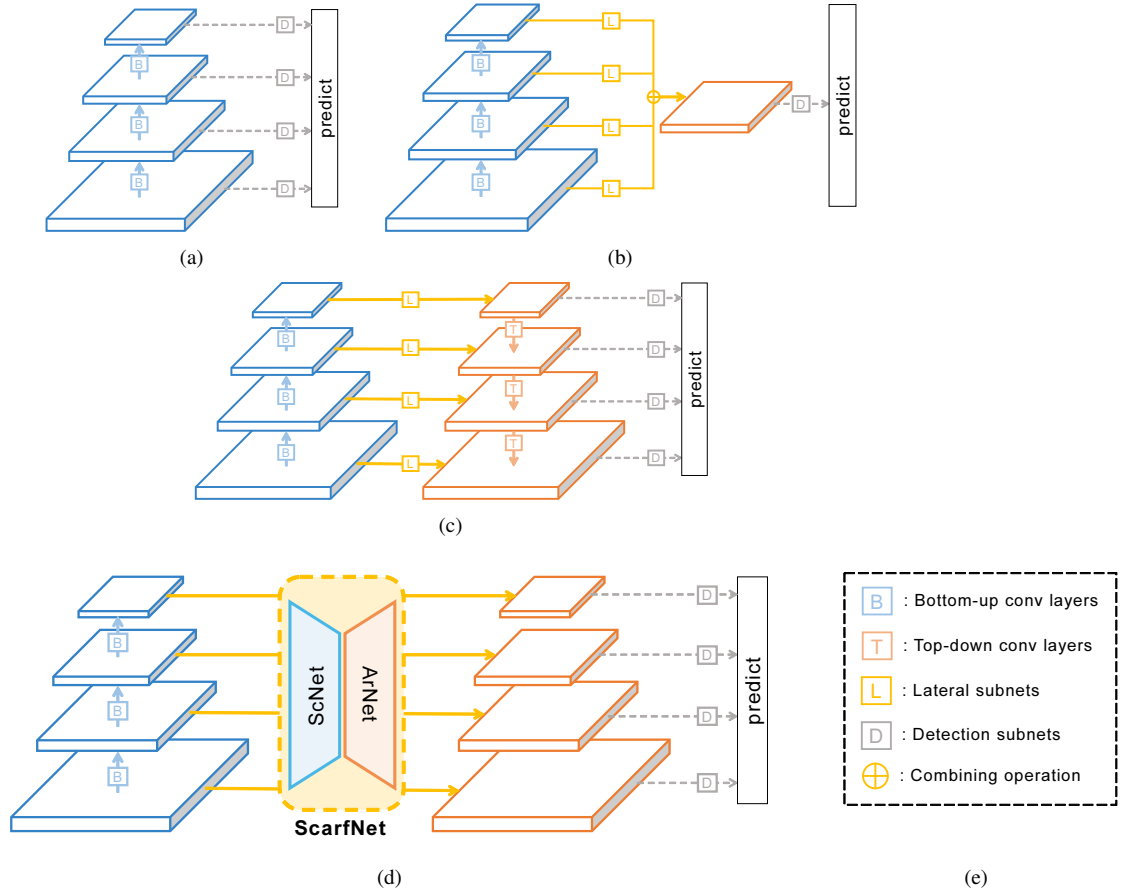 D
D
B
D
B
D
B
predict
(a)
L
L
B
L
B
L
B
D
predict
(b)
L
D
B
T
L
D
B
T
L
D
B
T
L
D
predict
(c)
B
B
B
ScNet
ArNet
ScarfNet
D
D
D
D
predict
(d)
B : Bottom-up conv layers
T : Top-down conv layers
L : Lateral subnets
D : Detection subnets
: Combining operation
(e)